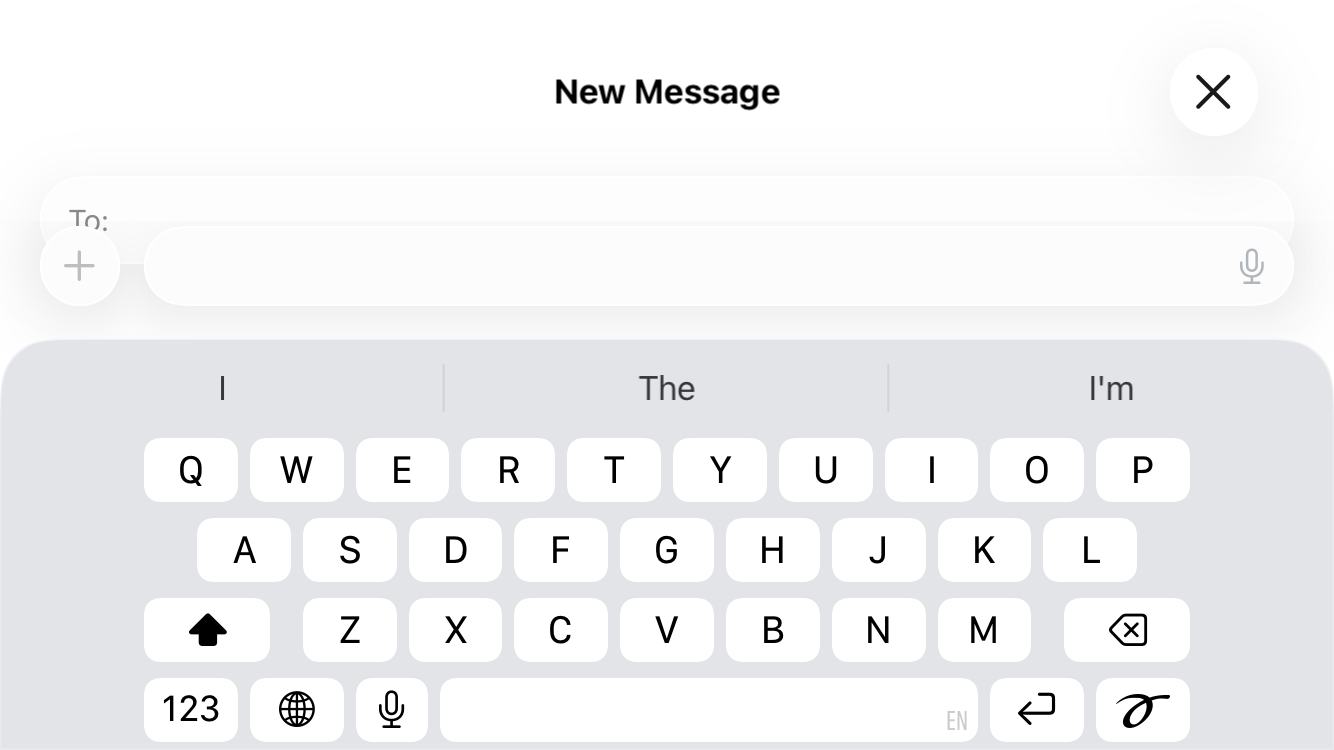 New Message
To:
I The I'm
Q W E R T Y U I O P
A S D F G H J K L
Z X C V B N M
123 EN